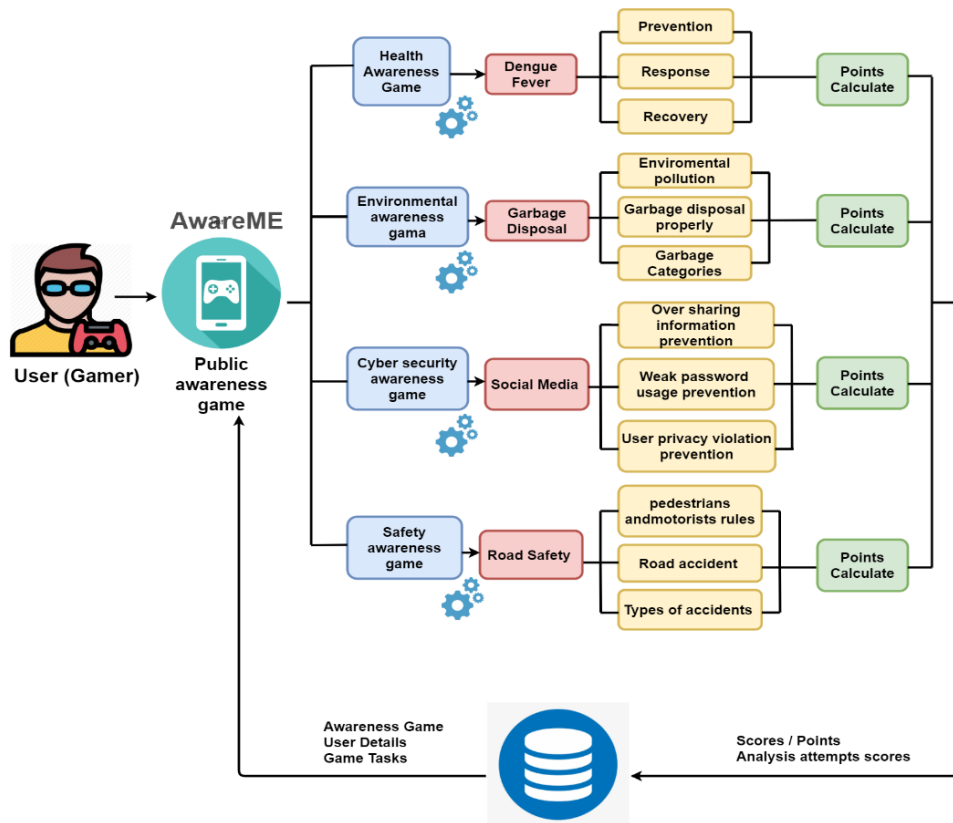 Health
Awareness
Game
Dengue
Fever
Prevention
Response
Recovery
Points
Calculate
Environmental
awareness
gama
Garbage
Disposal
Enviromental
pollution
Garbage disposal
properly
Garbage
Categories
Points
Calculate
AwareME
User (Gamer)
Public
awareness
game
Cyber security
awareness
game
Social Media
Over sharing
information
prevention
Weak password
usage prevention
User privacy violation
prevention
Points
Calculate
Safety
awareness
game
Road Safety
pedestrians
andmotorists rules
Road accident
Types of accidents
Points
Calculate
Awareness Game
User Details
Game Tasks
Scores / Points
Analysis attempts scores